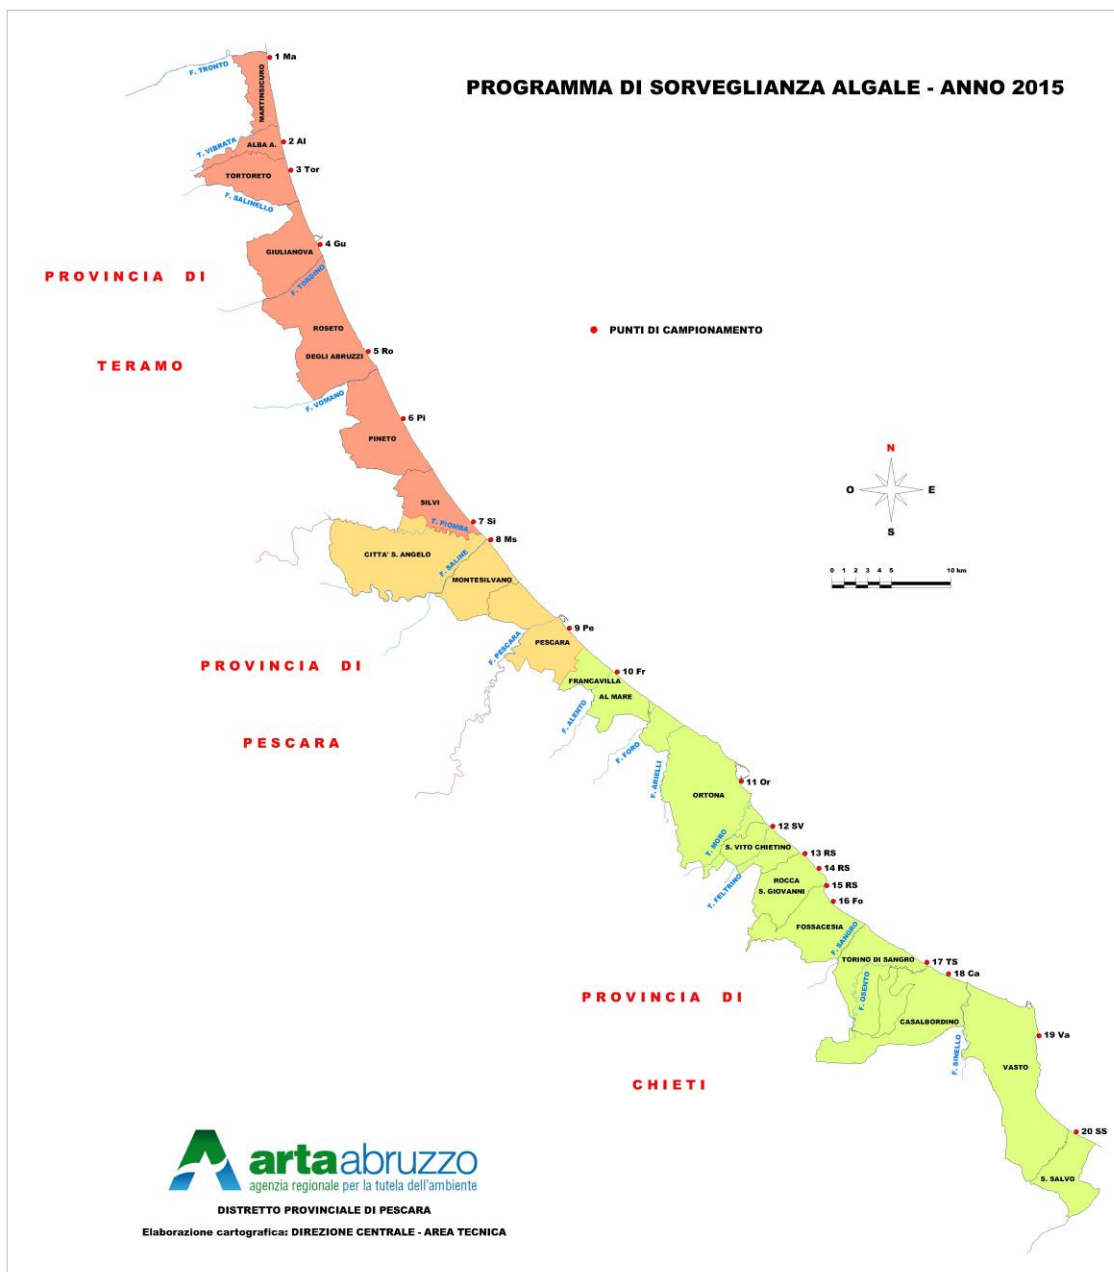 PROGRAMMA DI SORVEGLIANZA ALGALE - ANNO 2015
1 Ma
F. TRONTO
MARTINSICURO
T. VIBRATA
ALBA A.
2 Al
3 Tor
TORTORETO
F. SALINELLO
4 Gu
GIULIANOVA
PROVINCIA DI
F. TORDINO
ROSETO
PUNTI DI CAMPIONAMENTO
5 Ro
DEGLI ABRUZZI
TERAMO
F. VOMANO
6 Pi
PINETO
N
O
E
S
SILVI
7 Si
T. PIOMBA
8 Ms
CITTA' S. ANGELO
F. SALINE
MONTESILVANO
0 1 2 3 4 5 10 km
9 Pe
PESCARA
F. PESCARA
PROVINCIA DI
10 Fr
FRANCAVILLA
AL MARE
F. ALENTO
PESCARA
F. FORO
F. ARIELLI
11 Or
ORTONA
12 SV
T. MORO
S. VITO CHIETINO
13 RS
14 RS
T. FELTRINO
ROCCA
S. GIOVANNI
15 RS
16 Fo
FOSSACESIA
F. SANGRO
TORINO DI SANGRO
17 TS
18 Ca
F. OSENTO
PROVINCIA DI
CASALBORDINO
19 Va
F. SINELLO
VASTO
CHIETI
20 SS
S. SALVO
artaabruzzo
agenzia regionale per la tutela dell'ambiente
DISTRETTO PROVINCIALE DI PESCARA
Elaborazione cartografica: DIREZIONE CENTRALE - AREA TECNICA